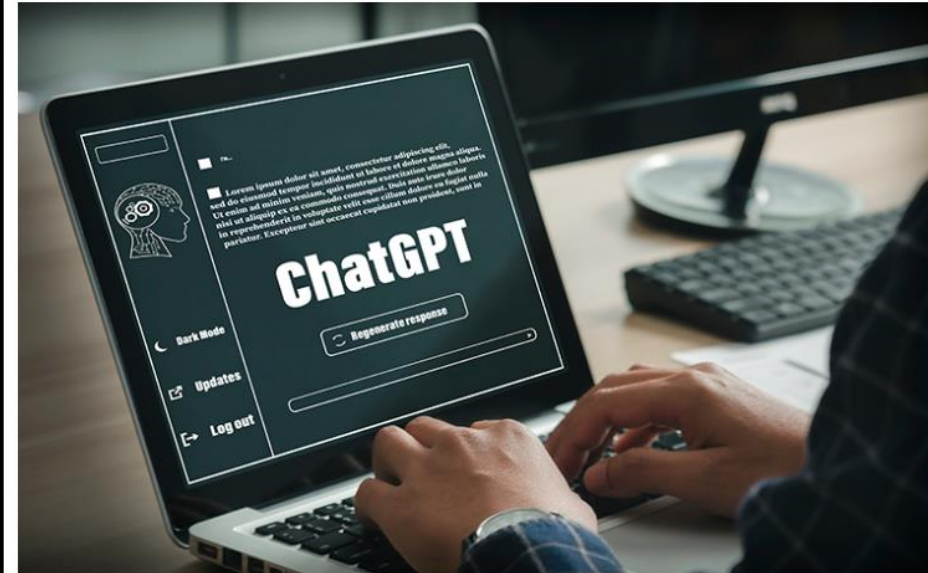 Lorem ipsum dolor sit amet, consectetur adipiscing elit,
sed do eiusmod tempor incididunt ut labore et dolore magna aliqua.
Ut enim ad minim veniam, quis nostrud exercitation ullamco laboris
nisi ut aliquip ex ea commodo consequat. Duis aute irure dolor
in reprehenderit in voluptate velit esse cillum dolore eu fugiat nulla
pariatur. Excepteur sint occaecat cupidatat non proident, sunt in
ChatGPT
Regenerate response
Dark Mode
Updates
Log out